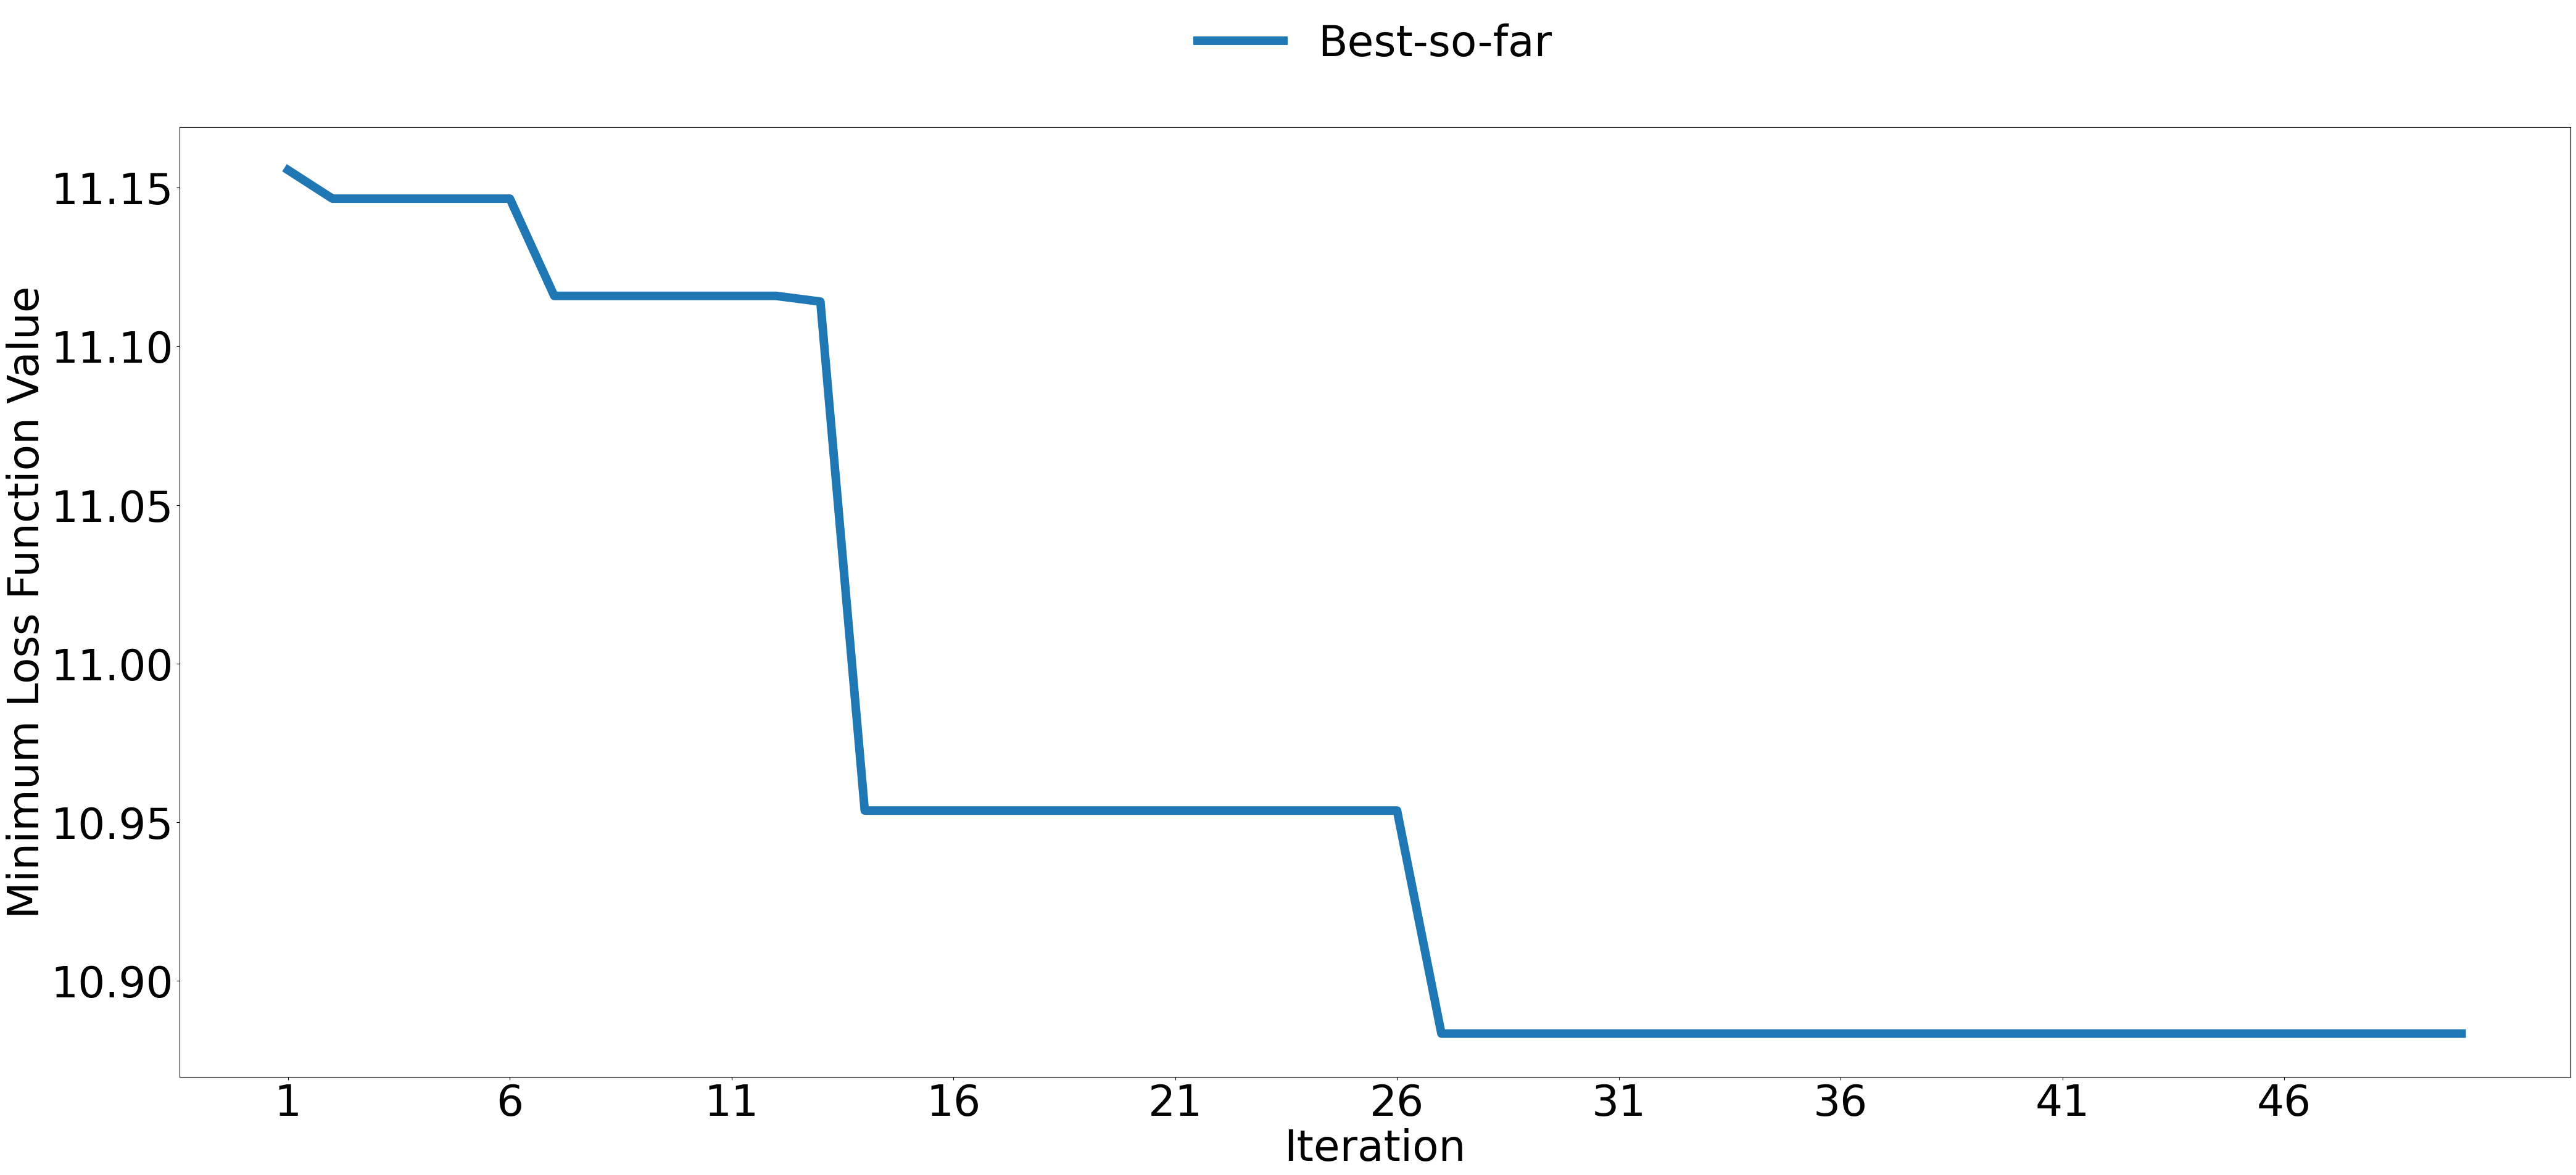 Best-so-far
Minimum Loss Function Value
11.15
11.10
11.05
11.00
10.95
10.90
1 6 11 16 21 26 31 36 41 46
Iteration